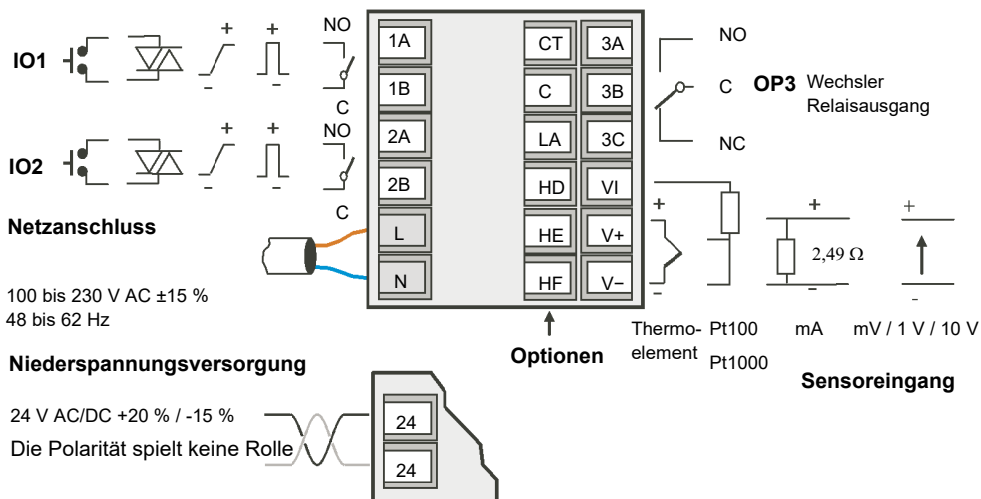 IO1
+
+
NO
C
IO2
+
+
NO
C
–
–
–
–
1A
1B
2A
2B
L
N
CT
C
LA
HD
HE
HF
3A
3B
3C
VI
V+
V−
NO
C
NC
OP3 Wechsler
Relaisausgang
Netzanschluss
100 bis 230 V AC ±15 %
48 bis 62 Hz
+
–
+
2,49 Ω
–
+
-
Optionen
Thermo-
element
Pt100
Pt1000
mA
mV / 1 V / 10 V
Sensoreingang
Niederspannungsversorgung
24 V AC/DC +20 % / -15 %
Die Polarität spielt keine Rolle
24
24